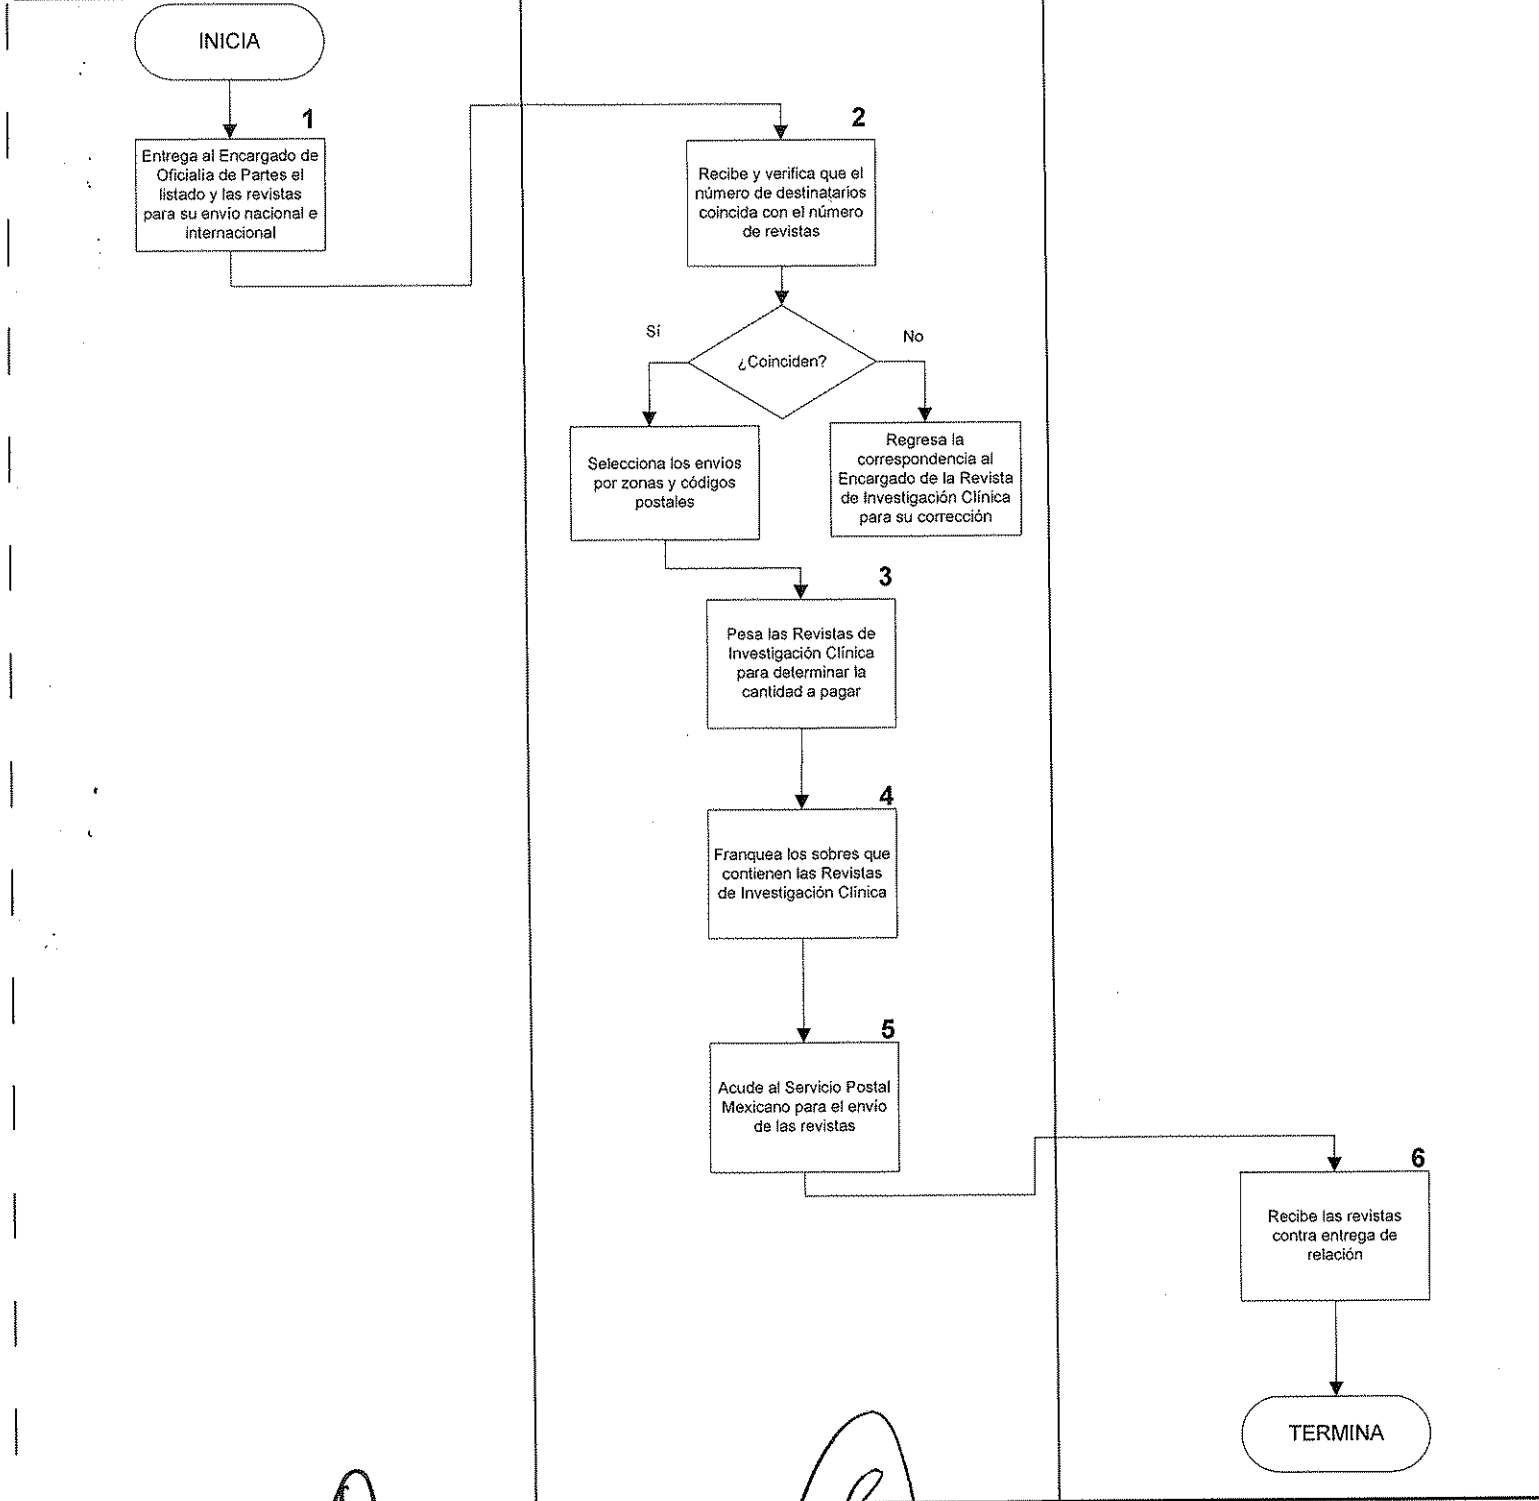 INICIA
1
Entrega al Encargado de
Oficialia de Partes el
listado y las revistas
para su envío nacional e
internacional
2
Recibe y verifica que el
número de destinatarios
coincida con el número
de revistas
¿Coinciden?
Sí
No
Selecciona los envíos
por zonas y códigos
postales
Regresa la
correspondencia al
Encargado de la Revista
de Investigación Clínica
para su corrección
3
Pesa las Revistas de
Investigación Clínica
para determinar la
cantidad a pagar
4
Franquea los sobres que
contienen las Revistas
de Investigación Clínica
5
Acude al Servicio Postal
Mexicano para el envío
de las revistas
6
Recibe las revistas
contra entrega de
relación
TERMINA